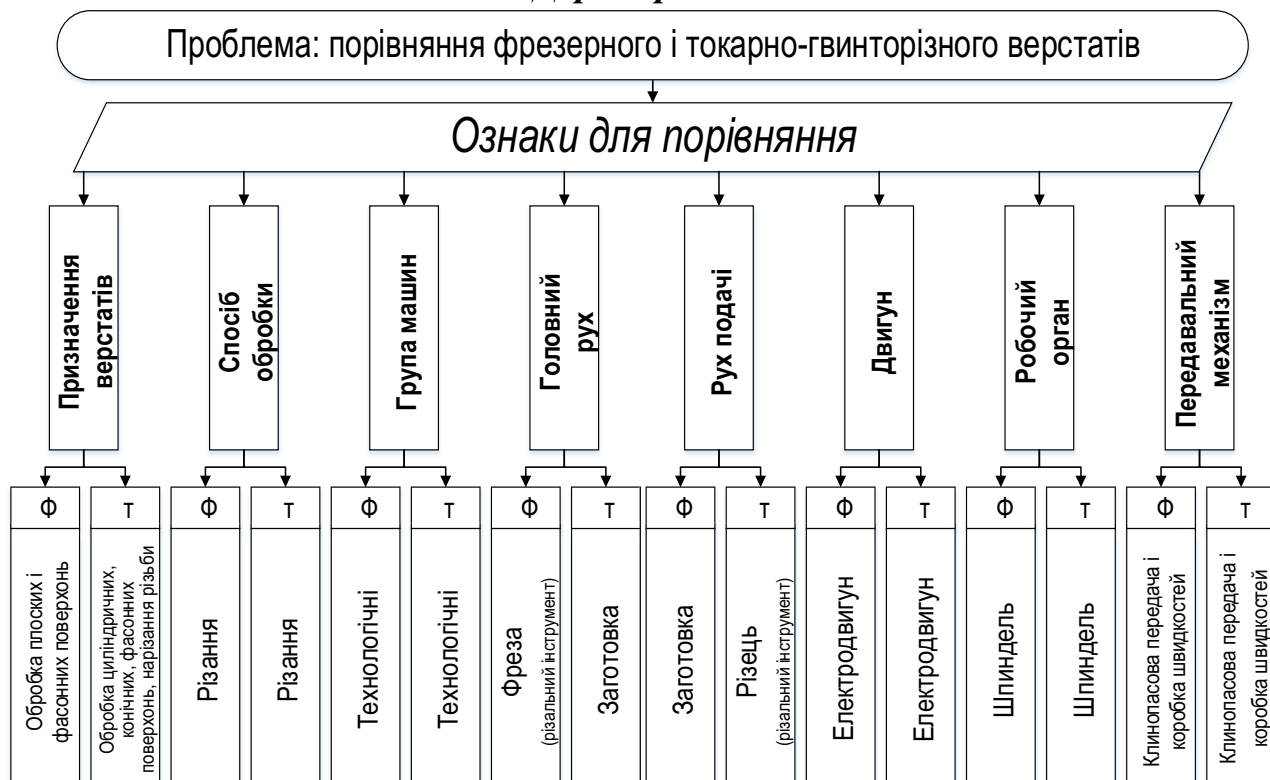 Проблема: порівняння фрезерного і токарно-гвинторізного верстатів
Ознаки для порівняння
Призначення
верстатів
Спосіб
обробки
Група машин
Головний
рух
Рух подачі
Двигун
Робочий
орган
Передавальний
механізм
Ф
т
Ф
т
Ф
т
Ф
т
Ф
т
Ф
т
Ф
т
Ф
т
Обробка плоских і
фасонних поверхонь
Обробка циліндричних,
конічних, фасонних
поверхонь, нарізання різьби
Різання
Різання
Технологічні
Технологічні
Фреза
(різальний інструмент)
Заготовка
Заготовка
Різець
(різальний інструмент)
Електродвигун
Електродвигун
Шпиндель
Шпиндель
Клинопасова передача і
коробка швидкостей
Клинопасова передача і
коробка швидкостей